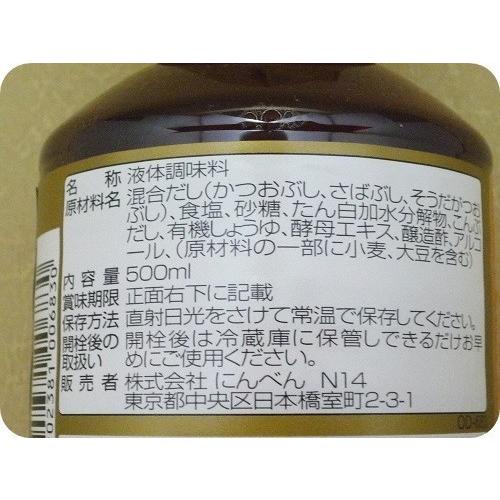 名 称 液体調味料
原材料名 混合だし(かつおぶし、さばぶし、そうだがつお
ぶし)、食塩、砂糖、たん白加水分解物、こんぶ
だし、有機しょうゆ、酵母エキス、醸造酢、アルコ
ール、(原材料の一部に小麦、大豆を含む)
内 容 量 500ml
賞味期限 正面右下に記載
保存方法 直射日光をさけて常温で保存してください。
開栓後の 開栓後は冷蔵庫に保管しできるだけお早
取扱い めにご使用ください。
販 売 者 株式会社 にんべん N14
東京都中央区日本橋室町2-3-1